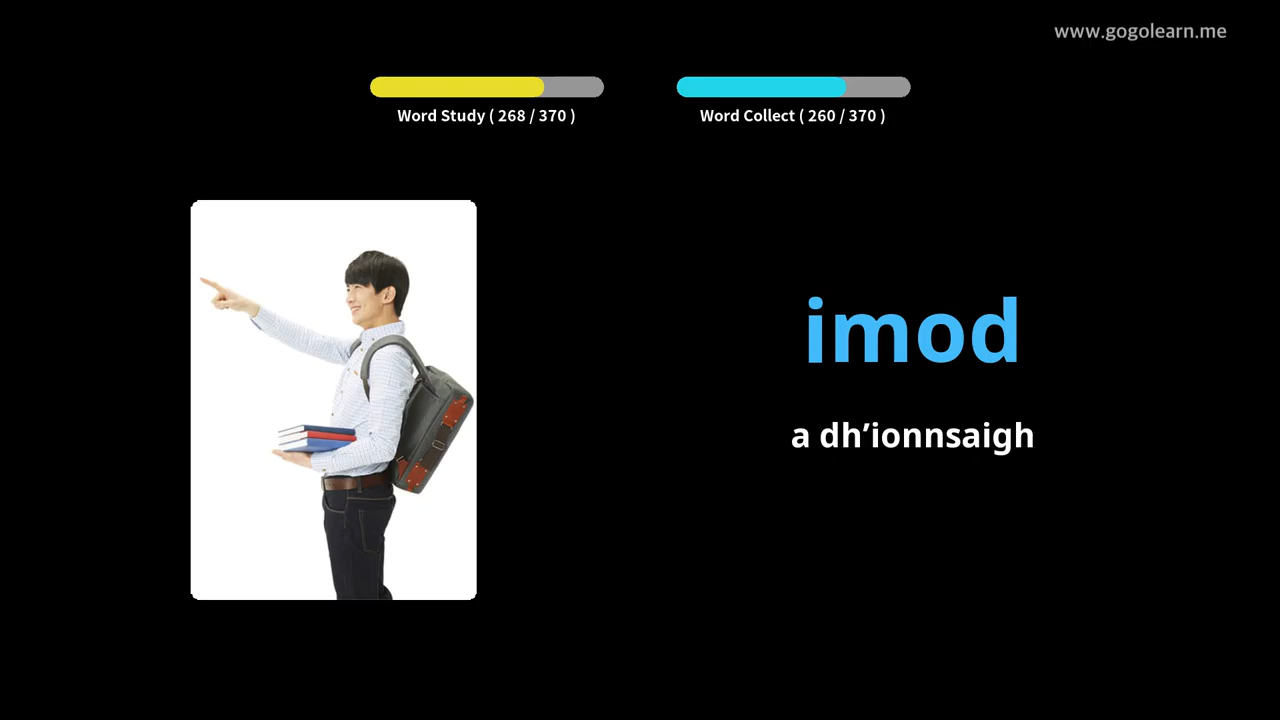 www.gogolearn.me
Word Study ( 268 / 370 )
Word Collect ( 260 / 370 )
imod
a dh’ionnsaigh